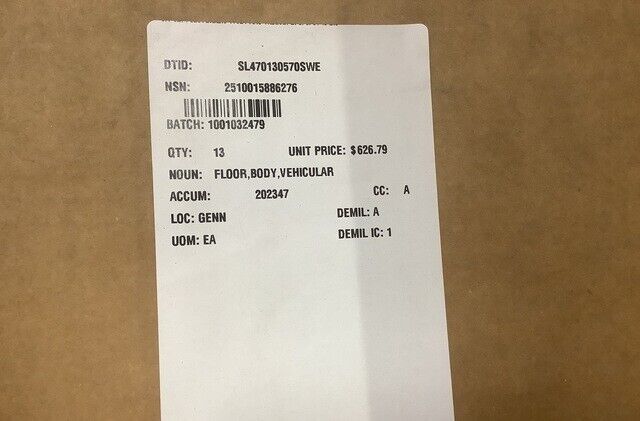 DTID: SL470130570SWE
NSN: 2510015886276
BATCH: 1001032479
QTY: 13 UNIT PRICE: $626.79
NOUN: FLOOR,BODY,VEHICULAR
ACCUM: 202347 CC: A
LOC: GENN DEMIL: A
UOM: EA DEMIL IC: 1